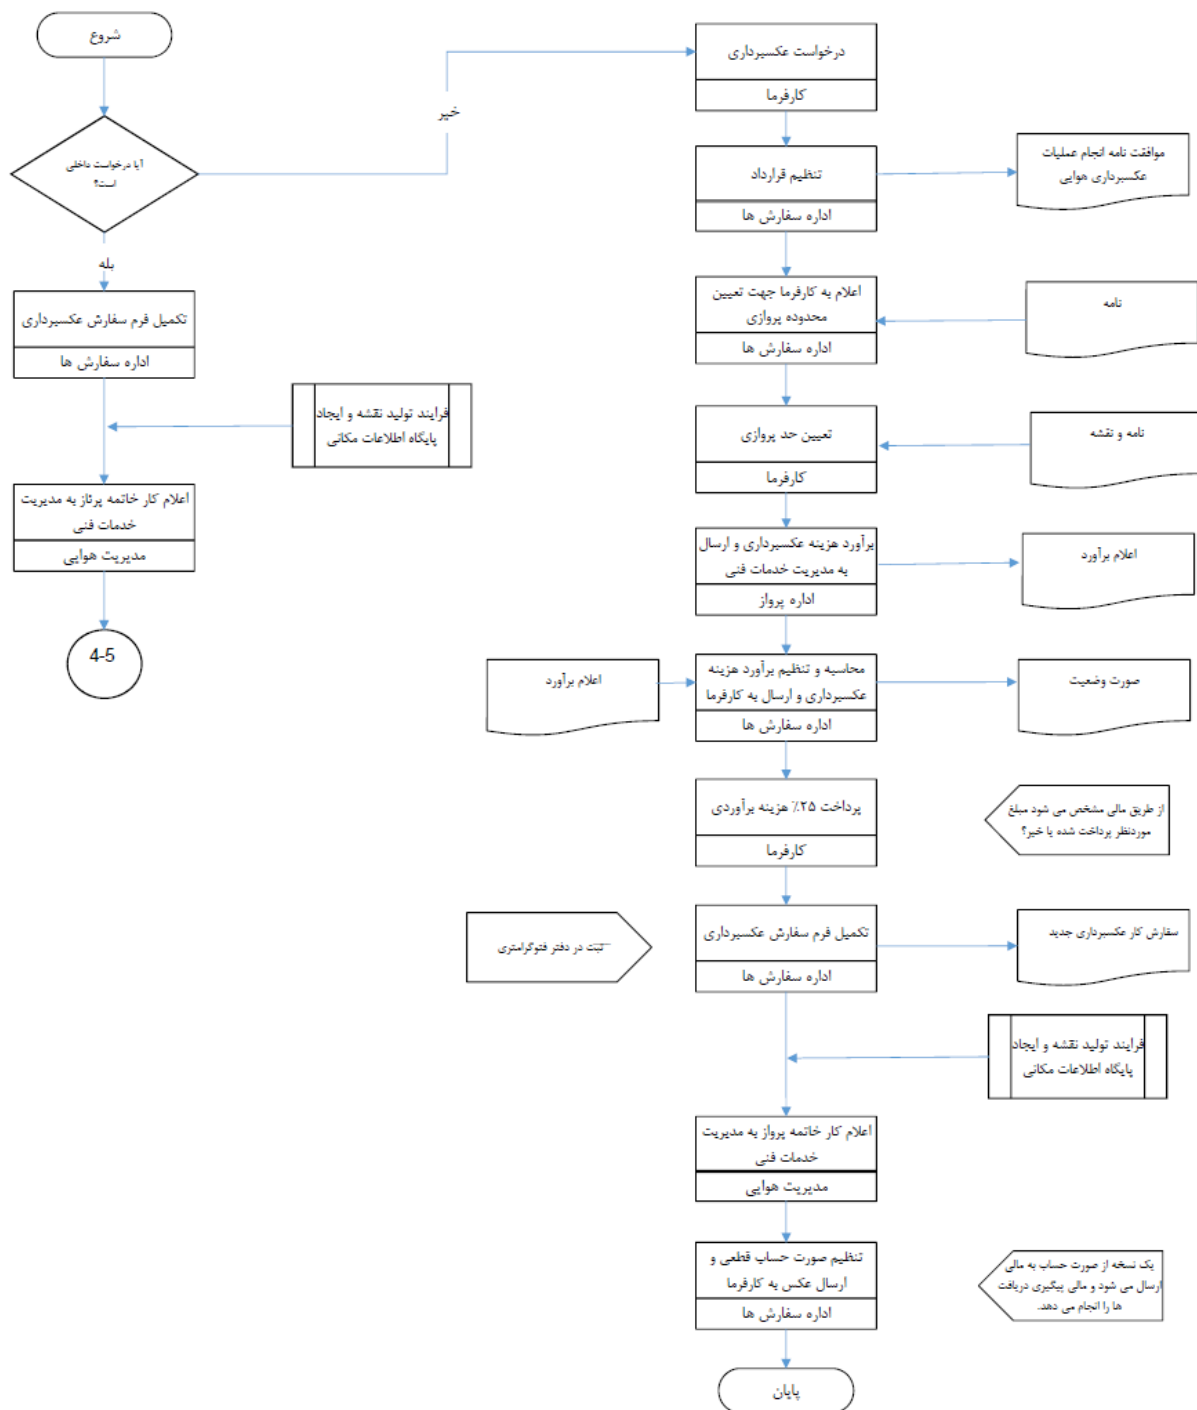 شروع
آیا درخواست داخلی
است؟
خیر
بله
تکمیل فرم سفارش عکسبرداری
اداره سفارش ها
فرایند تولید نقشه و ایجاد
پایگاه اطلاعات مکانی
اعلام کار خاتمه پرئاز به مدیریت
خدمات فنی
مدیریت هوایی
4-5
درخواست عکسبرداری
کارفرما
تنظیم قرارداد
اداره سفارش ها
موافقت نامه انجام عملیات
عکسبرداری هوایی
اعلام به کارفرما جهت تعیین
محدوده پروازی
اداره سفارش ها
نامه
تعیین حد پروازی
کارفرما
نامه و نقشه
برآورد هزینه عکسبرداری و ارسال
به مدیریت خدمات فنی
اداره پرواز
اعلام برآورد
محاسبه و تنظیم برآورد هزینه
عکسبرداری و ارسال به کارفرما
اداره سفارش ها
اعلام برآورد
صورت وضعیت
پرداخت ۲۵٪ هزینه برآوردی
کارفرما
از طریق مالی مشخص می شود مبلغ
موردنظر پرداخت شده یا خیر؟
تکمیل فرم سفارش عکسبرداری
اداره سفارش ها
ثبت در دفتر فتوگرامتری
سفارش کار عکسبرداری جدید
فرایند تولید نقشه و ایجاد
پایگاه اطلاعات مکانی
اعلام کار خاتمه پرواز به مدیریت
خدمات فنی
مدیریت هوایی
تنظیم صورت حساب قطعی و
ارسال عکس به کارفرما
اداره سفارش ها
یک نسخه از صورت حساب به مالی
ارسال می شود و مالی پیگیری دریافت
ها را انجام می دهد.
پایان